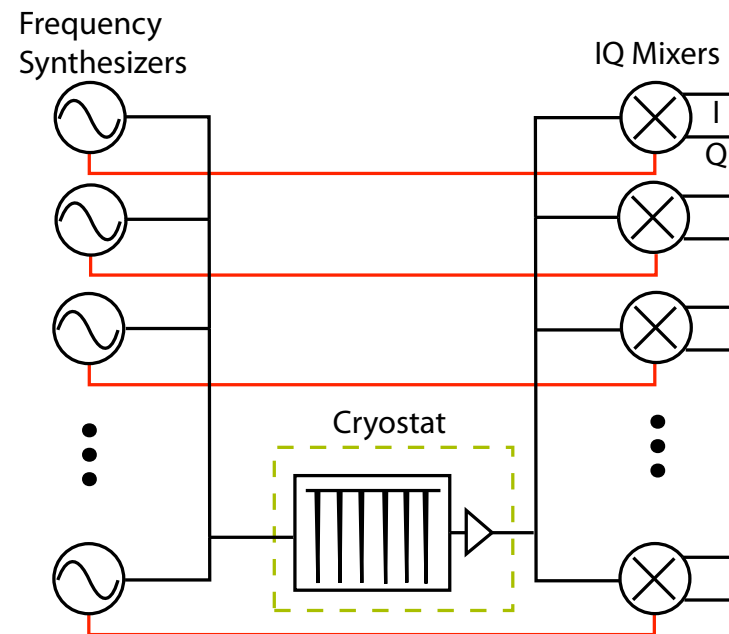 Frequency
Synthesizers
IQ Mixers
I
Q
Cryostat